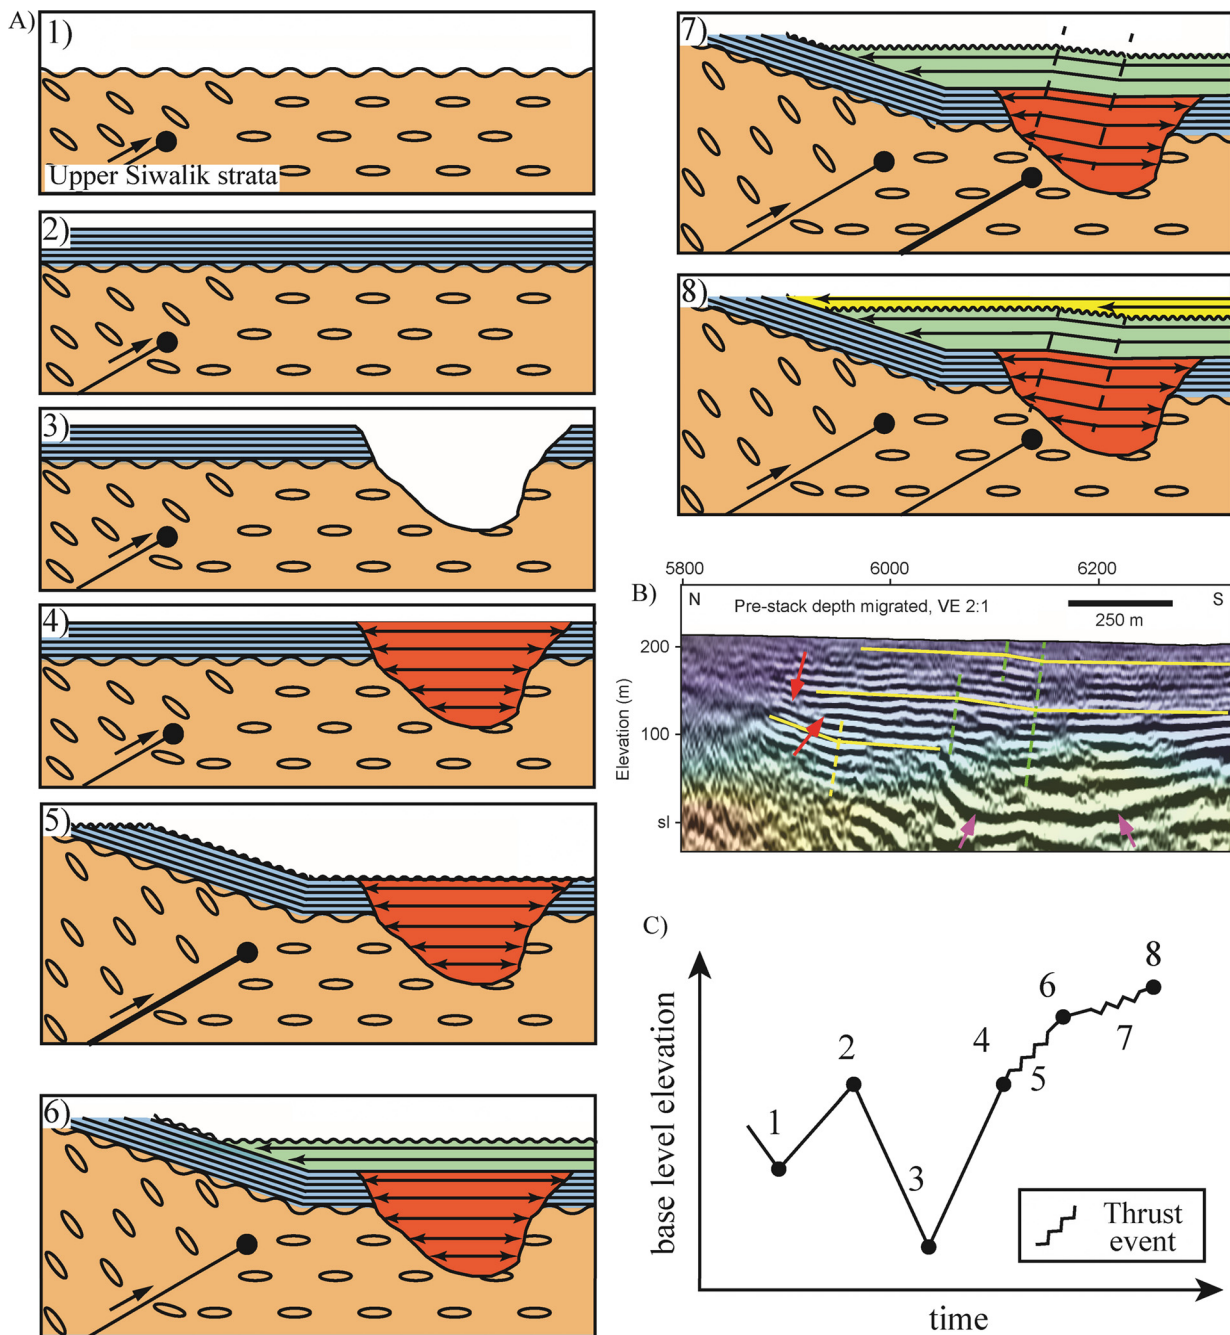 A)
1)
Upper Siwalik strata
2)
3)
4)
5)
6)
7)
8)
B)
5800
6000
6200
N
Pre-stack depth migrated, VE 2:1
S
250 m
200
100
sl
Elevation (m)
C)
base level elevation
1
2
3
4
5
6
7
8
Thrust
event
time